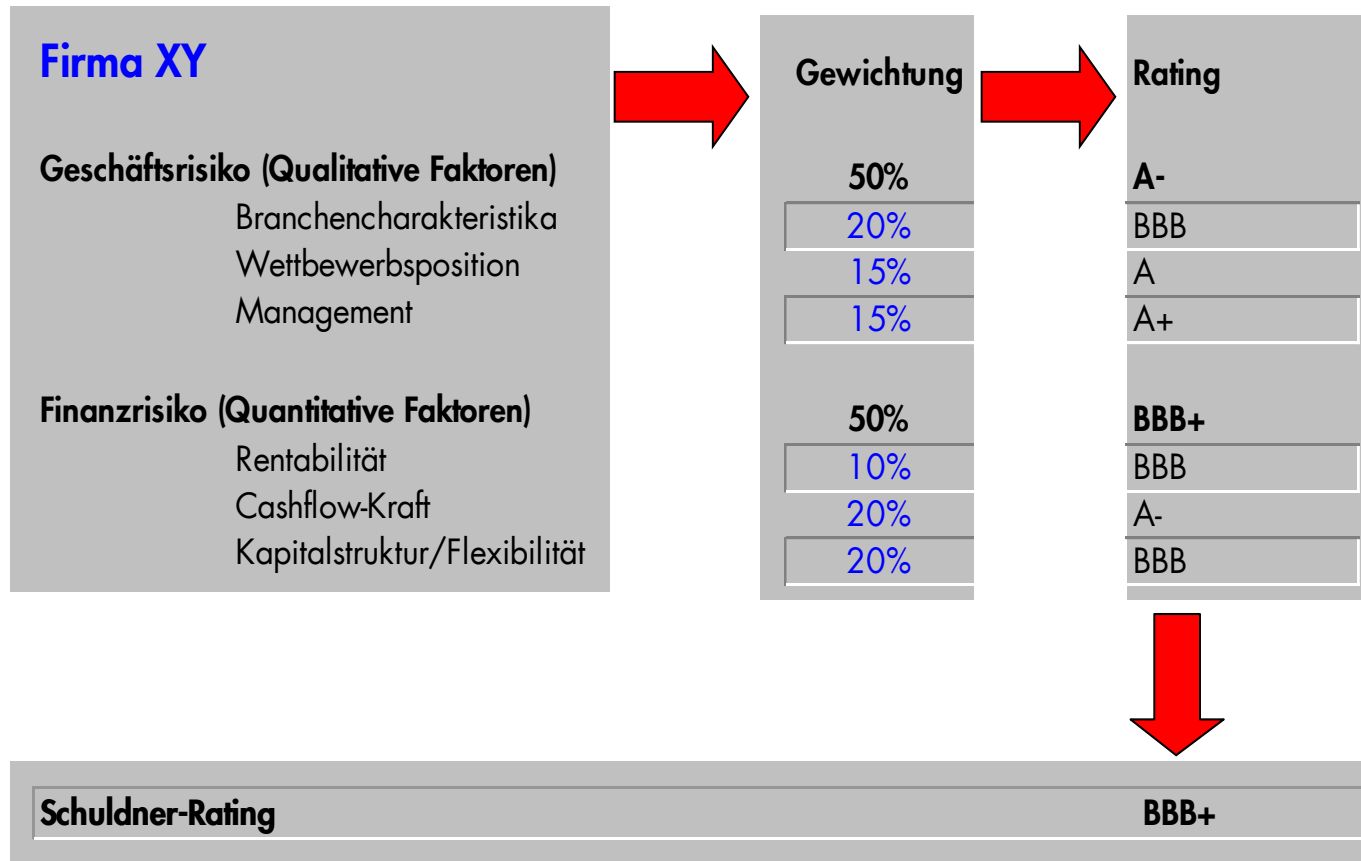 Firma XY Gewichtung Rating
Geschäftsrisiko (Qualitative Faktoren) 50% A-
Branchencharakteristika 20% BBB
Wettbewerbsposition 15% A
Management 15% A+
Finanzrisiko (Quantitative Faktoren) 50% BBB+
Rentabilität 10% BBB
Cashflow-Kraft 20% A-
Kapitalstruktur/Flexibilität 20% BBB
Schuldner-Rating BBB+